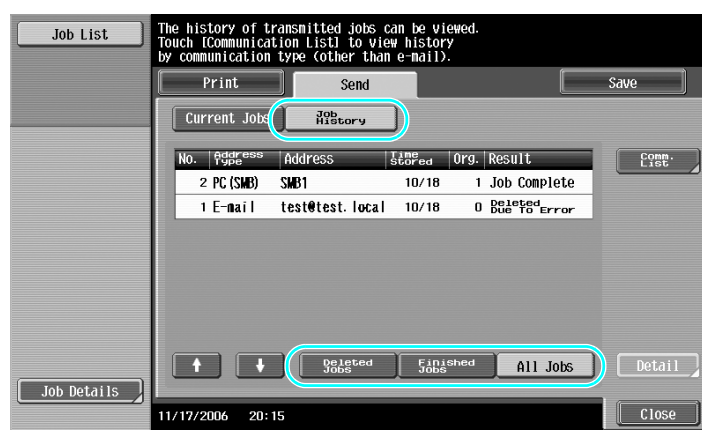 Job List
The history of transmitted jobs can be viewed.
Touch [Communication List] to view history
by communication type (other than e-mail).
Print Send Save
Current Jobs Job History
No. Address Type Address Time Stored Org. Result
2 PC (SMB) SMB1 10/18 1 Job Complete
1 E-mail test@test.local 10/18 0 Deleted Due To Error
Comm. List
Deleted Jobs Finished Jobs All Jobs Detail
Job Details
11/17/2006 20:15 Close